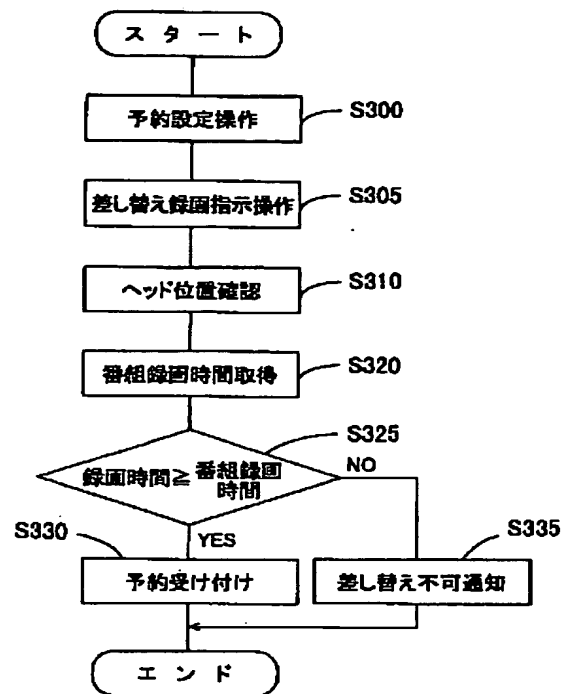 スタート
予約設定操作
S300
差し替え録画指示操作
S305
ヘッド位置確認
S310
番組録画時間取得
S320
S325
録画時間≧番組録画
時間
NO
YES
S330
予約受け付け
S335
差し替え不可通知
エンド